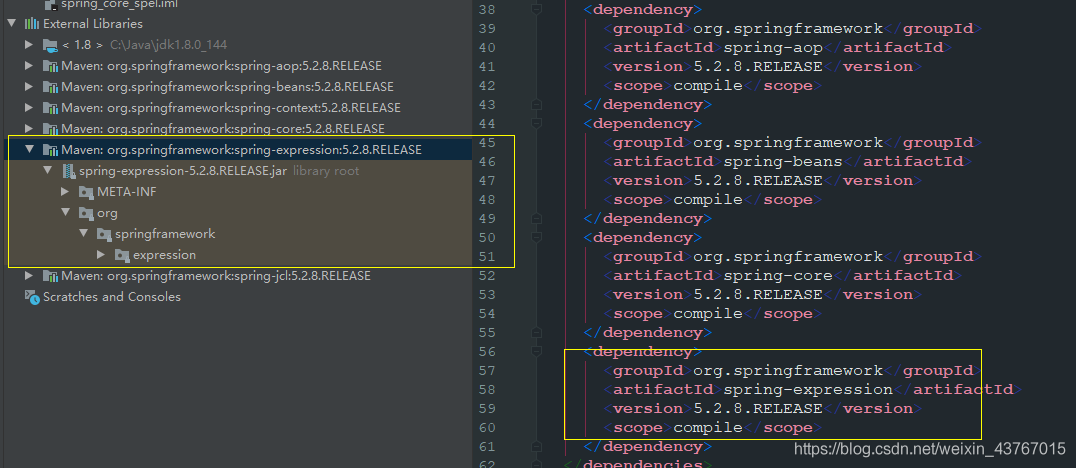 spring_core_spel.iml
External Libraries
< 1.8 > C:\Java\jdk1.8.0_144
Maven: org.springframework:spring-aop:5.2.8.RELEASE
Maven: org.springframework:spring-beans:5.2.8.RELEASE
Maven: org.springframework:spring-context:5.2.8.RELEASE
Maven: org.springframework:spring-core:5.2.8.RELEASE
Maven: org.springframework:spring-expression:5.2.8.RELEASE
spring-expression-5.2.8.RELEASE.jar library root
META-INF
org
springframework
expression
Maven: org.springframework:spring-jcl:5.2.8.RELEASE
Scratches and Consoles
38 <dependency>
39 <groupId>org.springframework</groupId>
40 <artifactId>spring-aop</artifactId>
41 <version>5.2.8.RELEASE</version>
42 <scope>compile</scope>
43 </dependency>
44 <dependency>
45 <groupId>org.springframework</groupId>
46 <artifactId>spring-beans</artifactId>
47 <version>5.2.8.RELEASE</version>
48 <scope>compile</scope>
49 </dependency>
50 <dependency>
51 <groupId>org.springframework</groupId>
52 <artifactId>spring-core</artifactId>
53 <version>5.2.8.RELEASE</version>
54 <scope>compile</scope>
55 </dependency>
56 <dependency>
57 <groupId>org.springframework</groupId>
58 <artifactId>spring-expression</artifactId>
59 <version>5.2.8.RELEASE</version>
60 <scope>compile</scope>
61 </dependency>
62 </dependencies>
https://blog.csdn.net/weixin_43767015